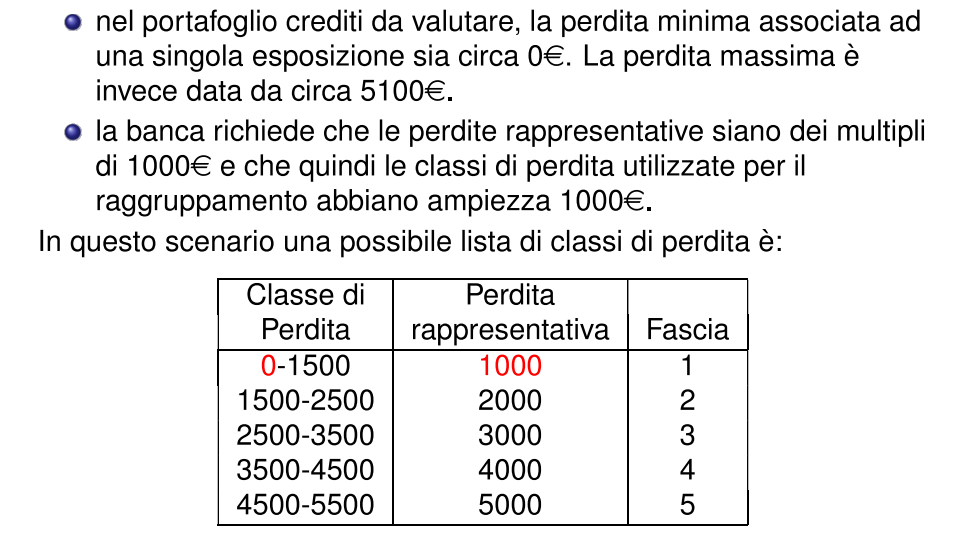 nel portafoglio crediti da valutare, la perdita minima associata ad
una singola esposizione sia circa 0€. La perdita massima è
invece data da circa 5100€.
la banca richiede che le perdite rappresentative siano dei multipli
di 1000€ e che quindi le classi di perdita utilizzate per il
raggruppamento abbiano ampiezza 1000€.
In questo scenario una possibile lista di classi di perdita è:
Classe di Perdita
Perdita rappresentativa Fascia
0-1500 1000 1
1500-2500 2000 2
2500-3500 3000 3
3500-4500 4000 4
4500-5500 5000 5